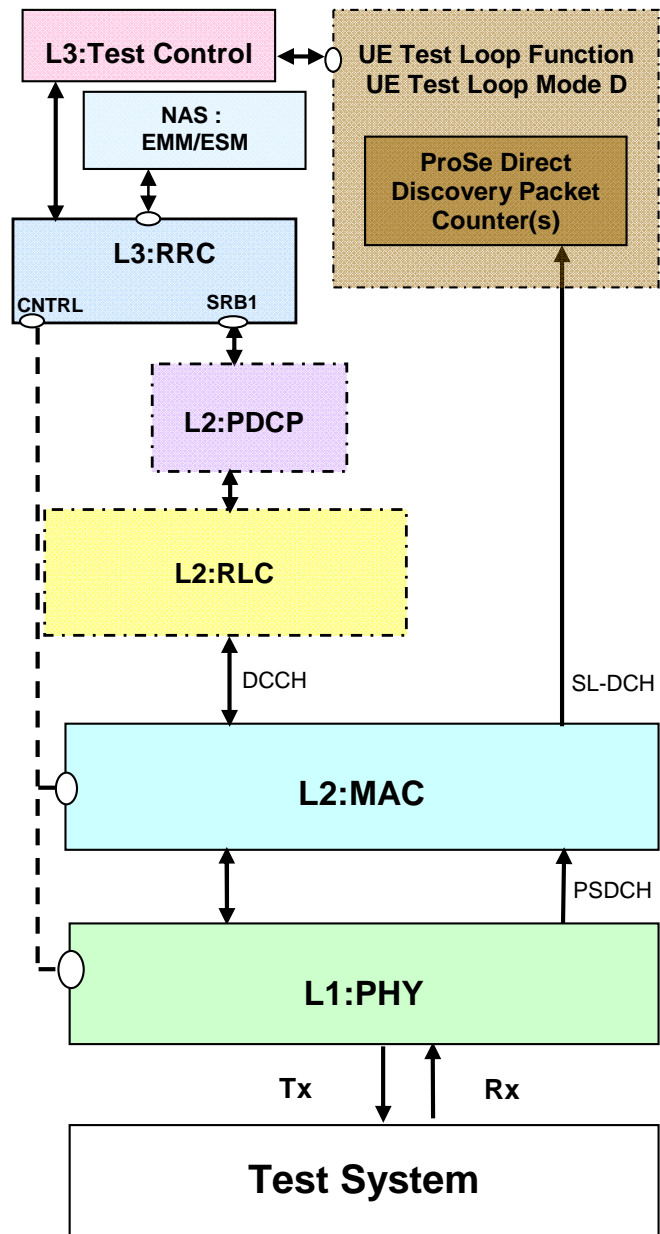 L3:Test Control
UE Test Loop Function
UE Test Loop Mode D
NAS :
EMM/ESM
ProSe Direct
Discovery Packet
Counter(s)
L3:RRC
CNTRL
SRB1
L2:PDCP
L2:RLC
DCCH
SL-DCH
L2:MAC
PSDCH
L1:PHY
Tx
Rx
Test System